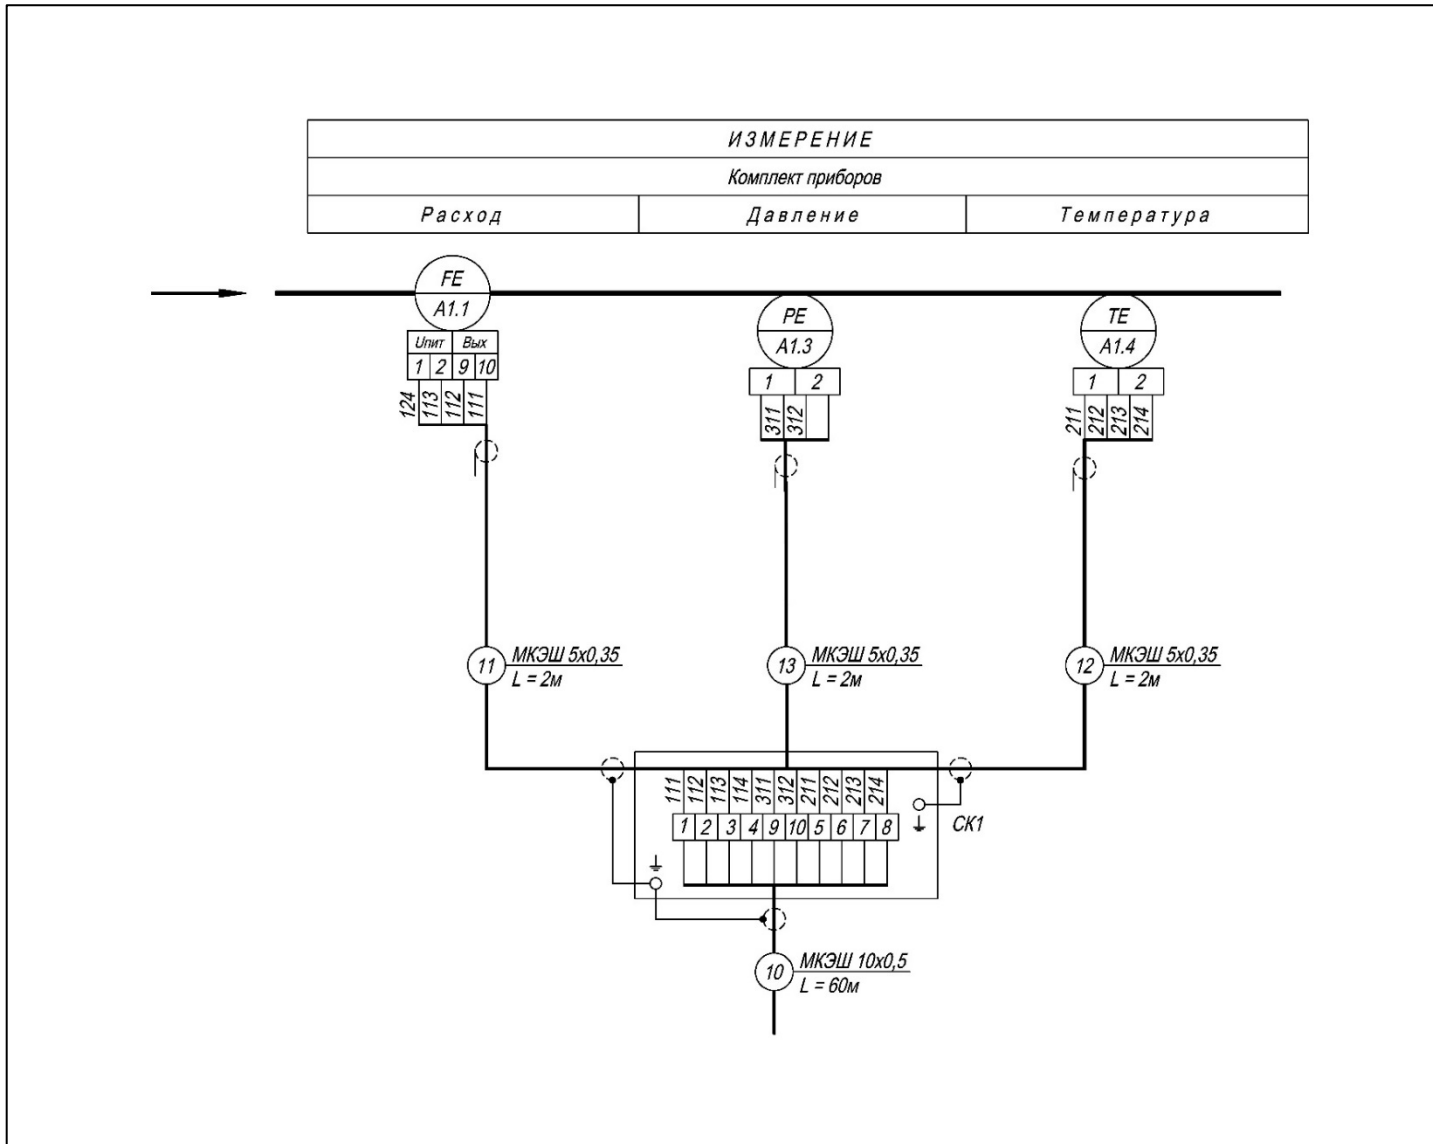 ИЗМЕРЕНИЕ
Комплект приборов
Расход Давление Температура
FE
A1.1
PE
A1.3
TE
A1.4
Uпит Вых
1 2 9 10
1 2
1 2
124 113 112 111
311 312
211 212 213 214
11 МКЭШ 5х0,35
L = 2м
13 МКЭШ 5х0,35
L = 2м
12 МКЭШ 5х0,35
L = 2м
111 112 113 114 311 312 211 212 213 214
1 2 3 4 9 10 5 6 7 8
СК1
10 МКЭШ 10х0,5
L = 60м